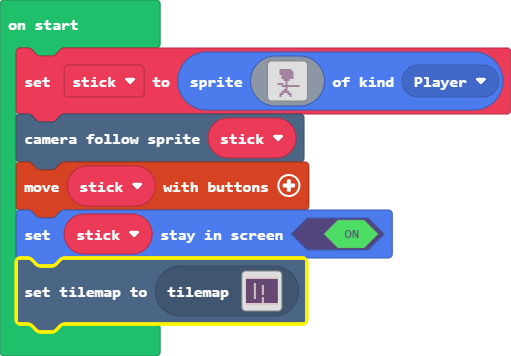 on start
set stick to sprite of kind Player
camera follow sprite stick
move stick with buttons
set stick stay in screen ON
set tilemap to tilemap